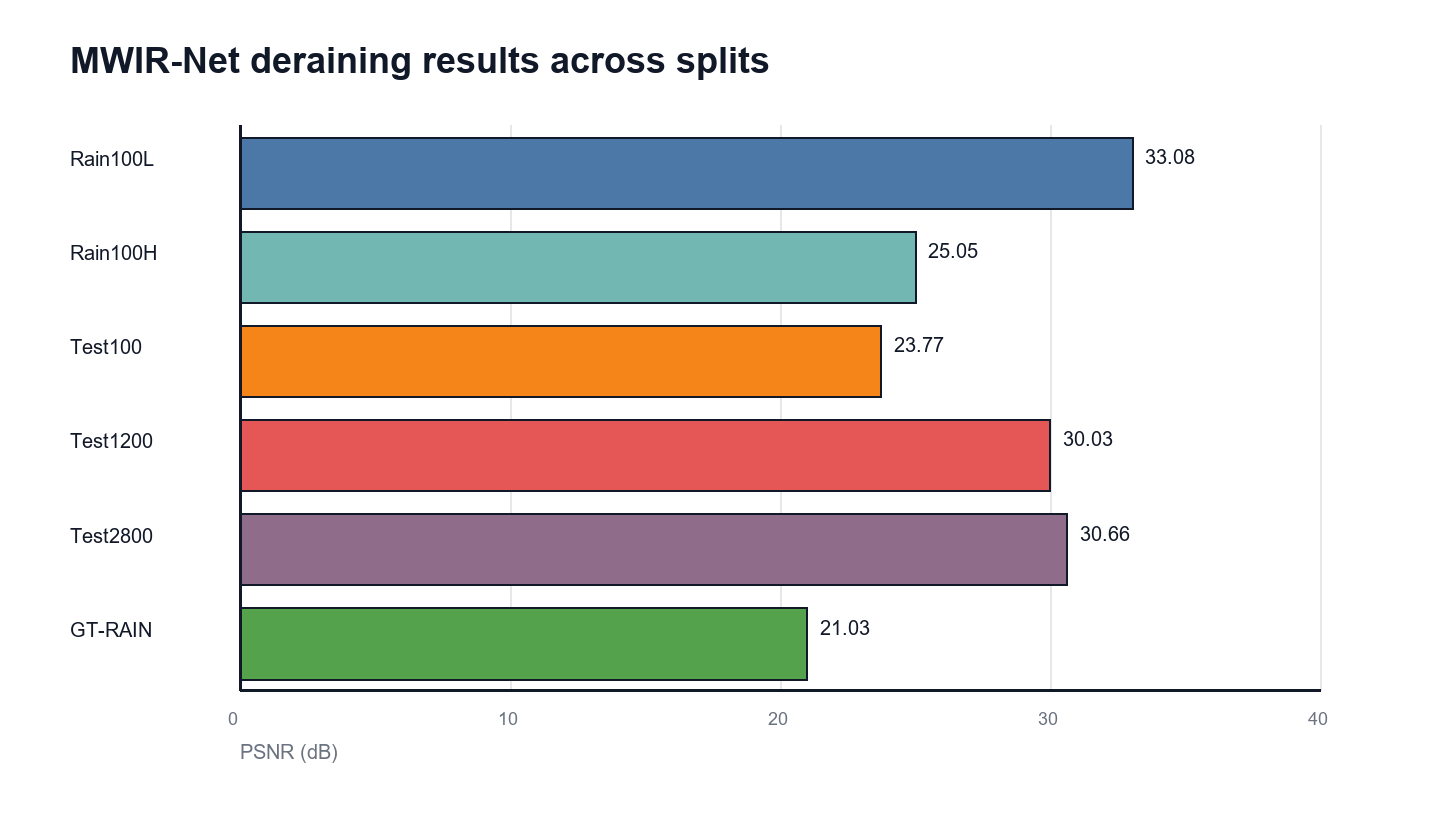 MWIR-Net deraining results across splits
Rain100L 33.08
Rain100H 25.05
Test100 23.77
Test1200 30.03
Test2800 30.66
GT-RAIN 21.03
0 10 20 30 40
PSNR (dB)